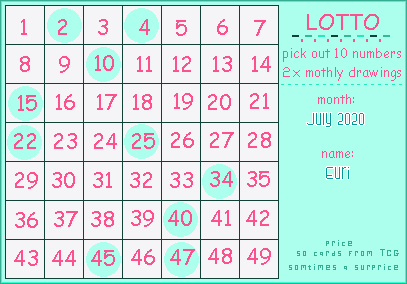 1 2 3 4 5 6 7
8 9 10 11 12 13 14
15 16 17 18 19 20 21
22 23 24 25 26 27 28
29 30 31 32 33 34 35
36 37 38 39 40 41 42
43 44 45 46 47 48 49
LOTTO
pick out 10 numbers
2x mothly drawings
month:
July 2020
name:
Euri
price
50 cards from TCG
somtimes a surprice